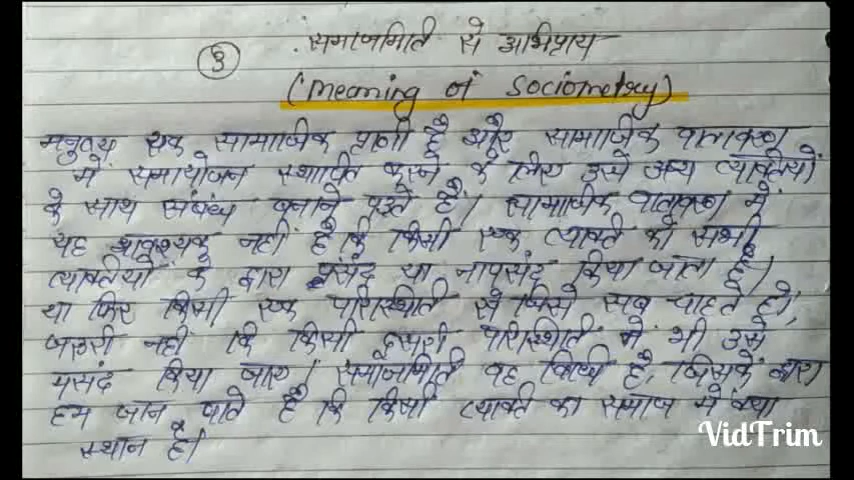 ③
समाजमिति से अभिप्राय
(Meaning of Sociometry)
मनुष्य एक सामाजिक प्राणी है और सामाजिक वातावरण
में समायोजन स्थापित करने के लिए उसे अन्य व्यक्तियों
के साथ संबंध बनाने पड़ते हैं। सामाजिक वातावरण में
यह आवश्यक नहीं है कि किसी एक व्यक्ति को सभी
व्यक्तियों के द्वारा पसंद या नापसंद किया जाता है।
या फिर किसी एक परिस्थिती से जिसे सब चाहते हो,
जरुरी नहीं कि किसी दूसरी परिस्थिती में भी उसे
पसंद किया जाए। समाजमिती वह विधि है, जिसके द्वारा
हम जान पाते हैं कि किसी व्यक्ति का समाज में क्या
स्थान है।
VidTrim